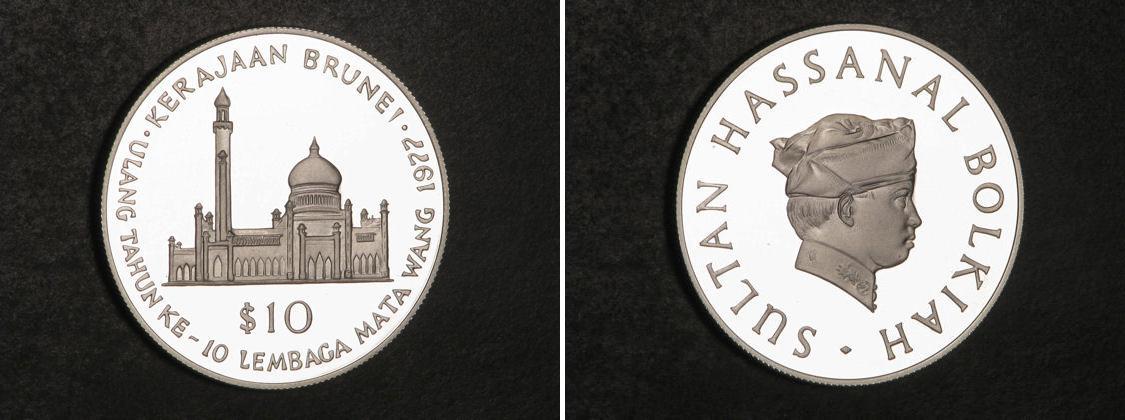 · KERAJAAN BRUNEI · 1977
ULANG TAHUN KE-10 LEMBAGA MATA WANG
$10
SULTAN HASSANAL BOLKIAH